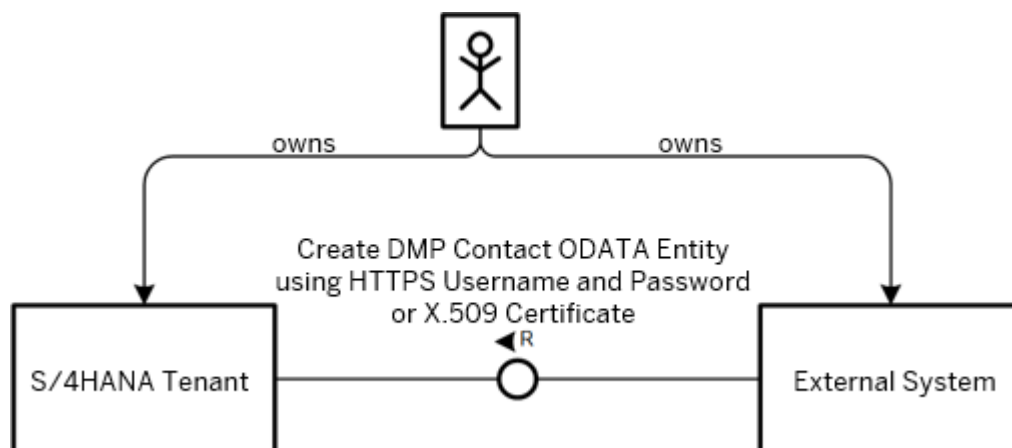 owns
owns
Create DMP Contact ODATA Entity
using HTTPS Username and Password
or X.509 Certificate
R
S/4HANA Tenant
External System